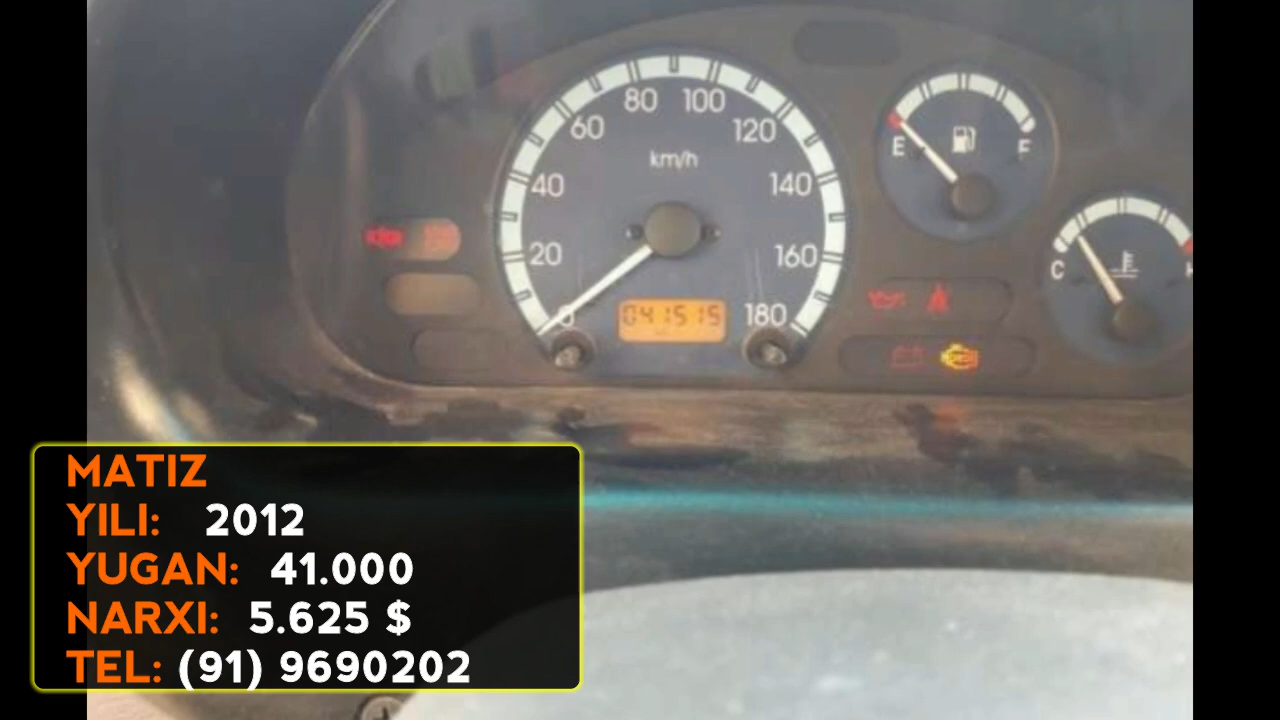 80 100
60 120
km/h
40 140
20 160
0 180
041515
E F
C
MATIZ
YILI: 2012
YUGAN: 41.000
NARXI: 5.625 $
TEL: (91) 9690202